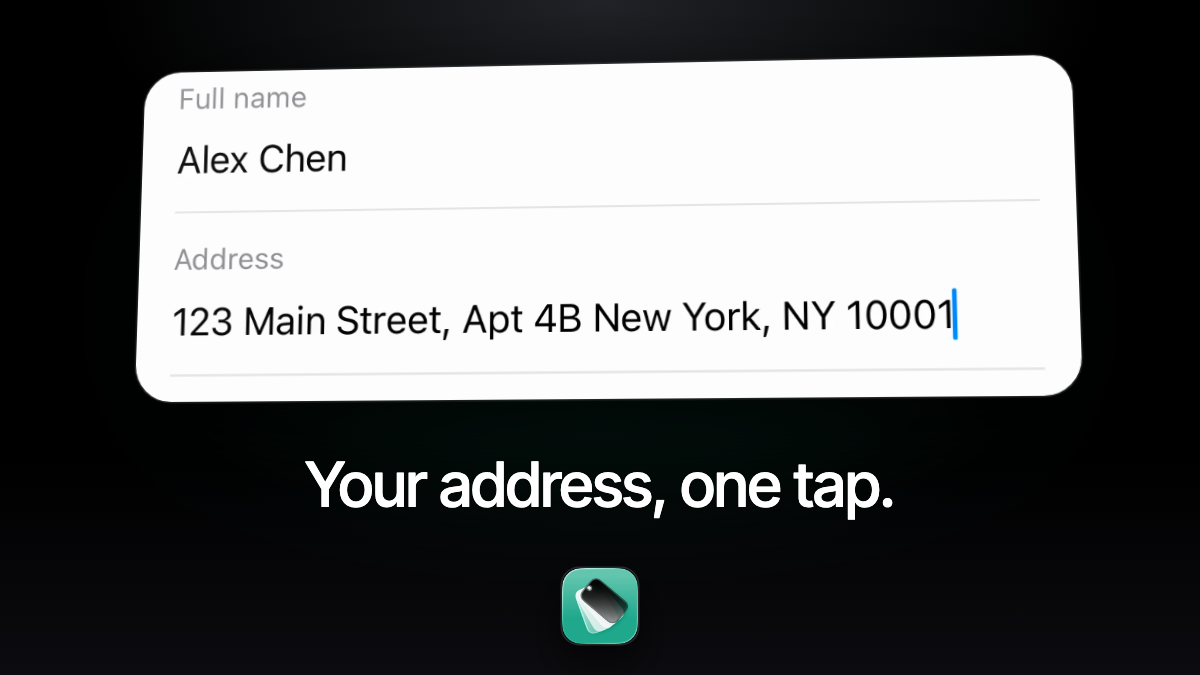 Full name
Alex Chen
Address
123 Main Street, Apt 4B New York, NY 10001
Your address, one tap.